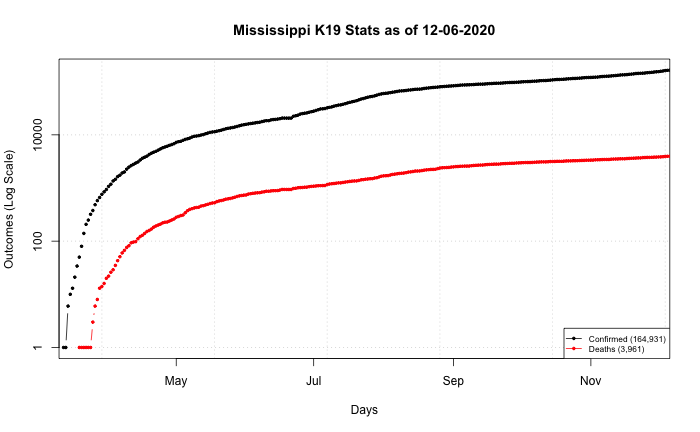 Mississippi K19 Stats as of 12-06-2020
Outcomes (Log Scale)
10000
100
1
Confirmed (164,931)
Deaths (3,961)
May
Jul
Sep
Nov
Days